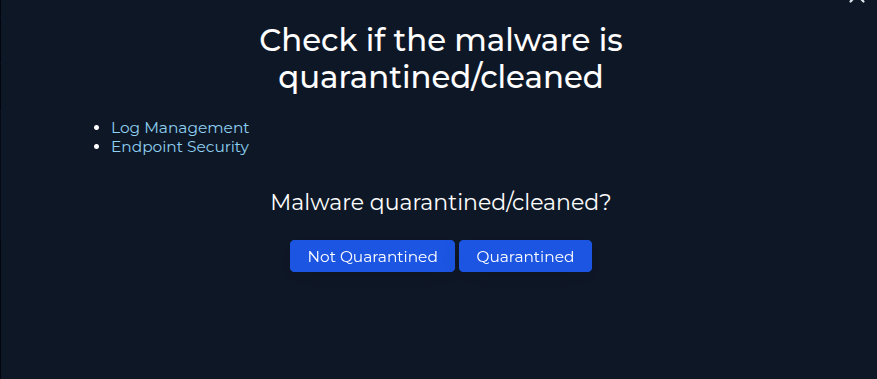 Check if the malware is
quarantined/cleaned
Log Management
Endpoint Security
Malware quarantined/cleaned?
Not Quarantined
Quarantined